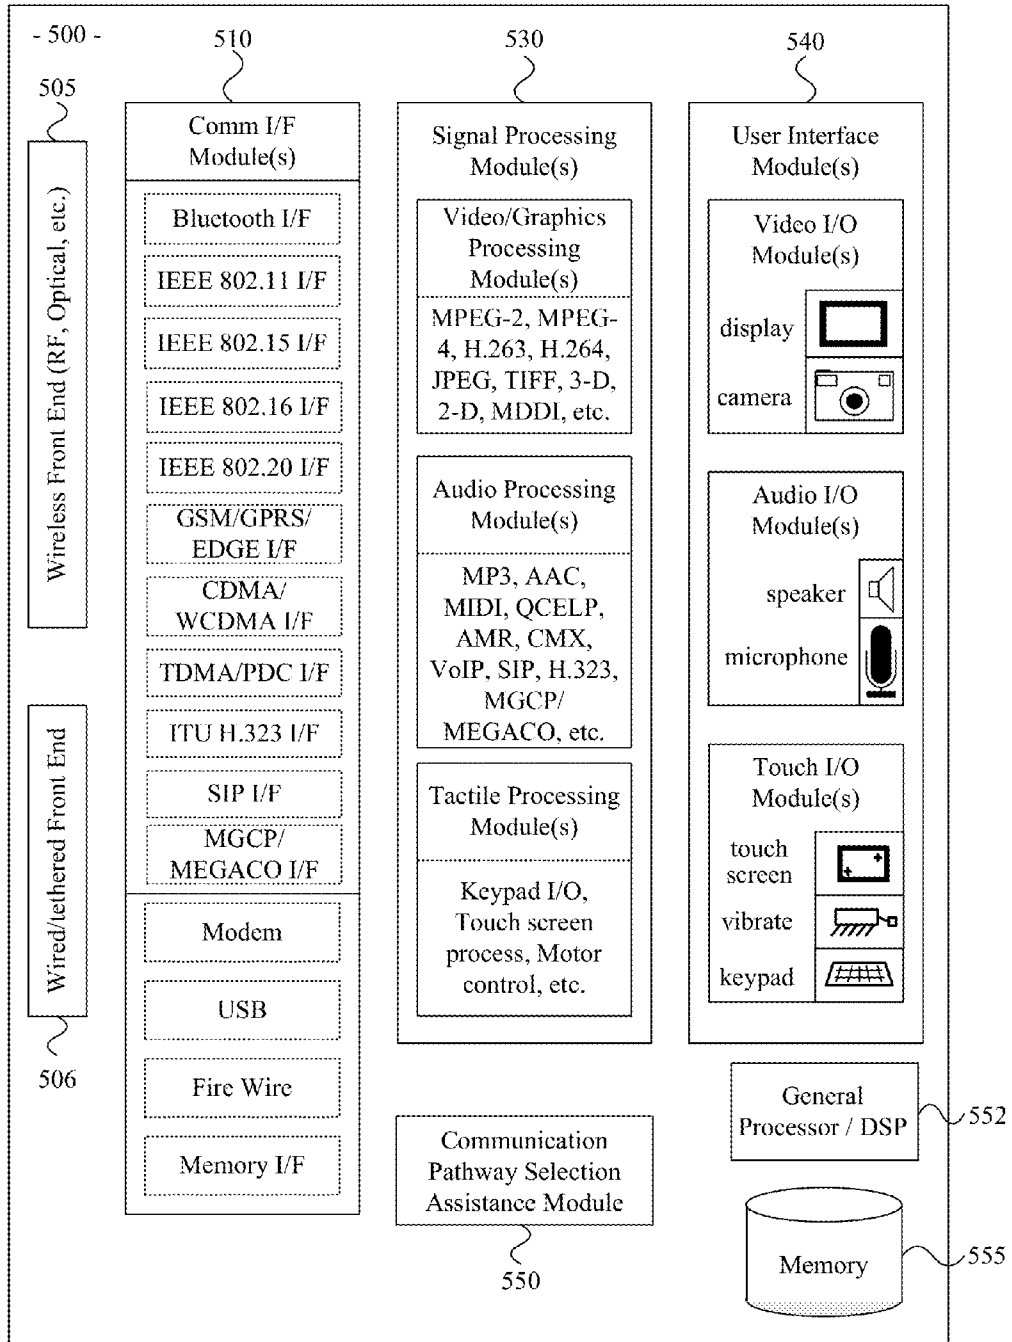 - 500 -
505
Wireless Front End (RF, Optical, etc.)
Wired/tethered Front End
506
510
Comm I/F
Module(s)
Bluetooth I/F
IEEE 802.11 I/F
IEEE 802.15 I/F
IEEE 802.16 I/F
IEEE 802.20 I/F
GSM/GPRS/
EDGE I/F
CDMA/
WCDMA I/F
TDMA/PDC I/F
ITU H.323 I/F
SIP I/F
MGCP/
MEGACO I/F
Modem
USB
Fire Wire
Memory I/F
530
Signal Processing
Module(s)
Video/Graphics
Processing
Module(s)
MPEG-2, MPEG-
4, H.263, H.264,
JPEG, TIFF, 3-D,
2-D, MDDI, etc.
Audio Processing
Module(s)
MP3, AAC,
MIDI, QCELP,
AMR, CMX,
VoIP, SIP, H.323,
MGCP/
MEGACO, etc.
Tactile Processing
Module(s)
Keypad I/O,
Touch screen
process, Motor
control, etc.
Communication
Pathway Selection
Assistance Module
550
540
User Interface
Module(s)
Video I/O
Module(s)
display
camera
Audio I/O
Module(s)
speaker
microphone
Touch I/O
Module(s)
touch
screen
vibrate
keypad
General
Processor / DSP
552
Memory
555